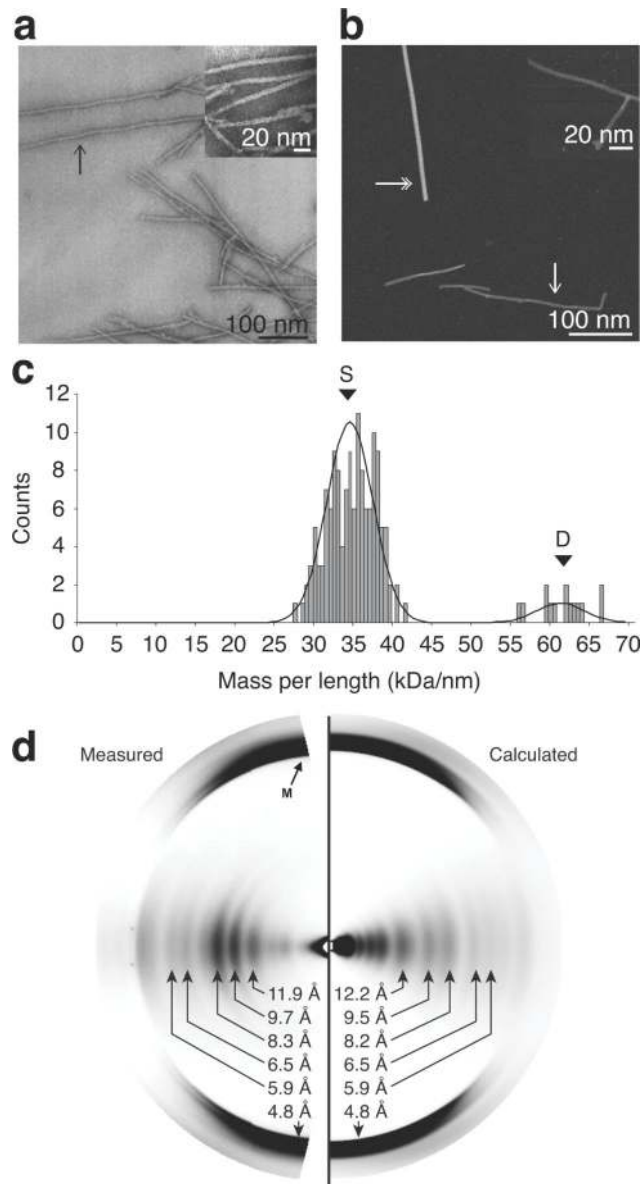 a
20 nm
100 nm
b
20 nm
100 nm
c
S
D
12
10
8
6
4
2
0
Counts
0 5 10 15 20 25 30 35 40 45 50 55 60 65 70
Mass per length (kDa/nm)
d
Measured
Calculated
M
11.9 Å 12.2 Å
9.7 Å 9.5 Å
8.3 Å 8.2 Å
6.5 Å 6.5 Å
5.9 Å 5.9 Å
4.8 Å 4.8 Å